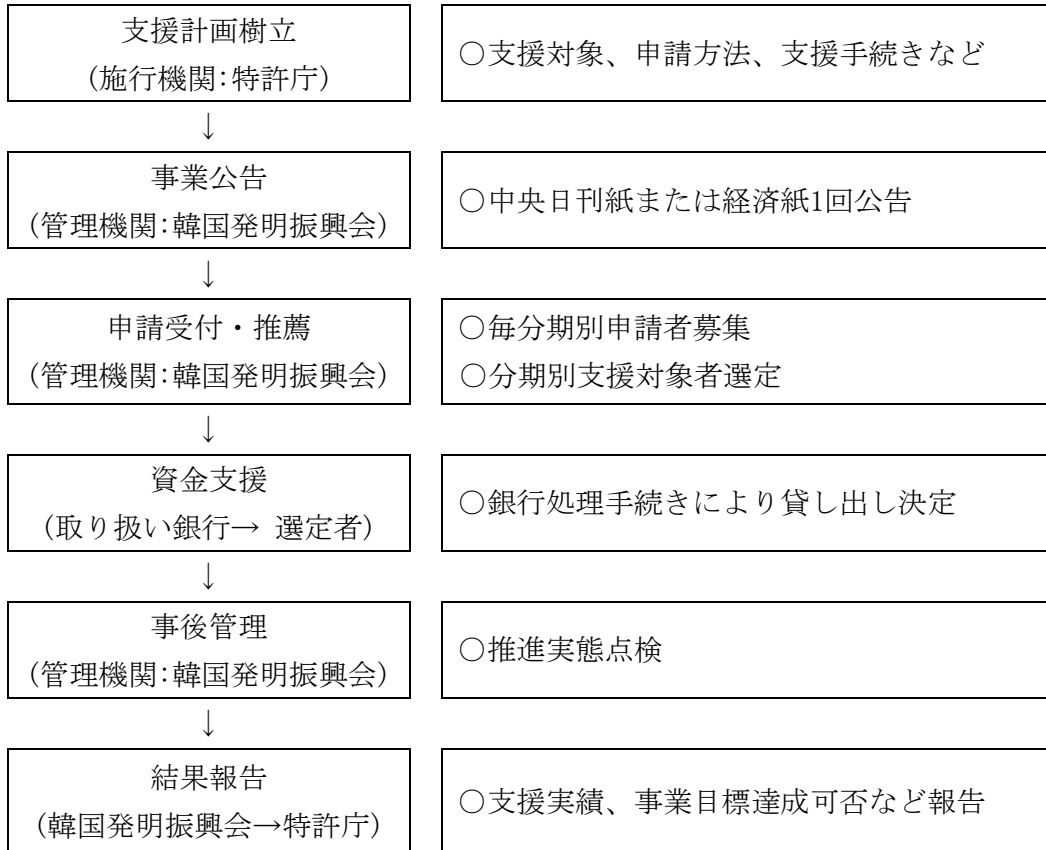 支援計画樹立
(施行機関:特許庁)
○支援対象、申請方法、支援手続きなど
↓
事業公告
(管理機関:韓国発明振興会)
○中央日刊紙または経済紙1回公告
↓
申請受付・推薦
(管理機関:韓国発明振興会)
○毎分期別申請者募集
○分期別支援対象者選定
↓
資金支援
(取り扱い銀行→ 選定者)
○銀行処理手続きにより貸し出し決定
↓
事後管理
(管理機関:韓国発明振興会)
○推進実態点検
↓
結果報告
(韓国発明振興会→特許庁)
○支援実績、事業目標達成可否など報告